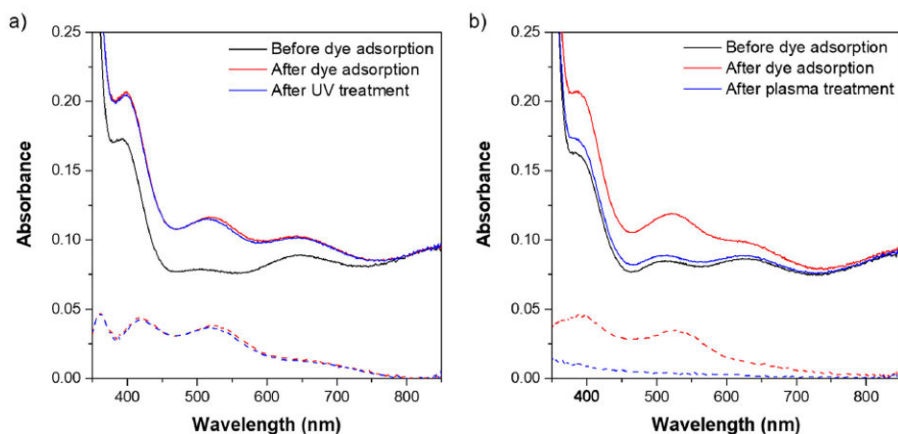 a)
Before dye adsorption
After dye adsorption
After UV treatment
0.25
0.20
0.15
0.10
0.05
0.00
Absorbance
400 500 600 700 800
Wavelength (nm)
b)
Before dye adsorption
After dye adsorption
After plasma treatment
0.25
0.20
0.15
0.10
0.05
0.00
Absorbance
400 500 600 700 800
Wavelength (nm)